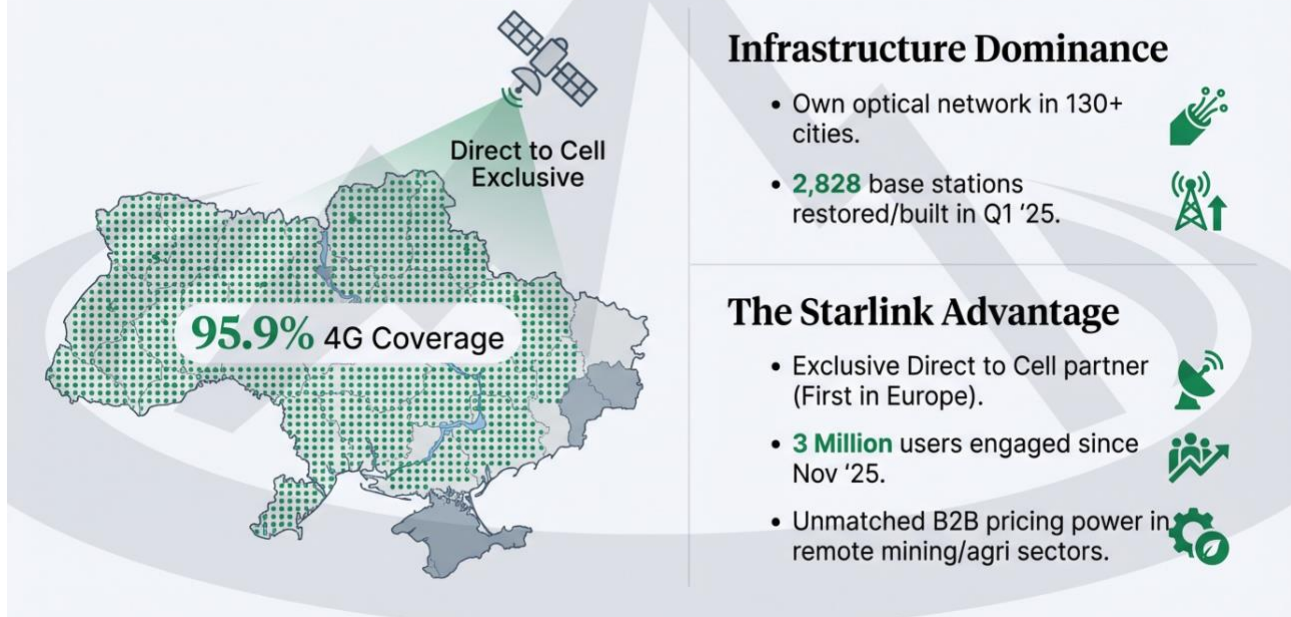 Direct to Cell
Exclusive
95.9% 4G Coverage
Infrastructure Dominance
• Own optical network in 130+
cities.
• 2,828 base stations
restored/built in Q1 ‘25.
The Starlink Advantage
• Exclusive Direct to Cell partner
(First in Europe).
• 3 Million users engaged since
Nov ‘25.
• Unmatched B2B pricing power in
remote mining/agri sectors.